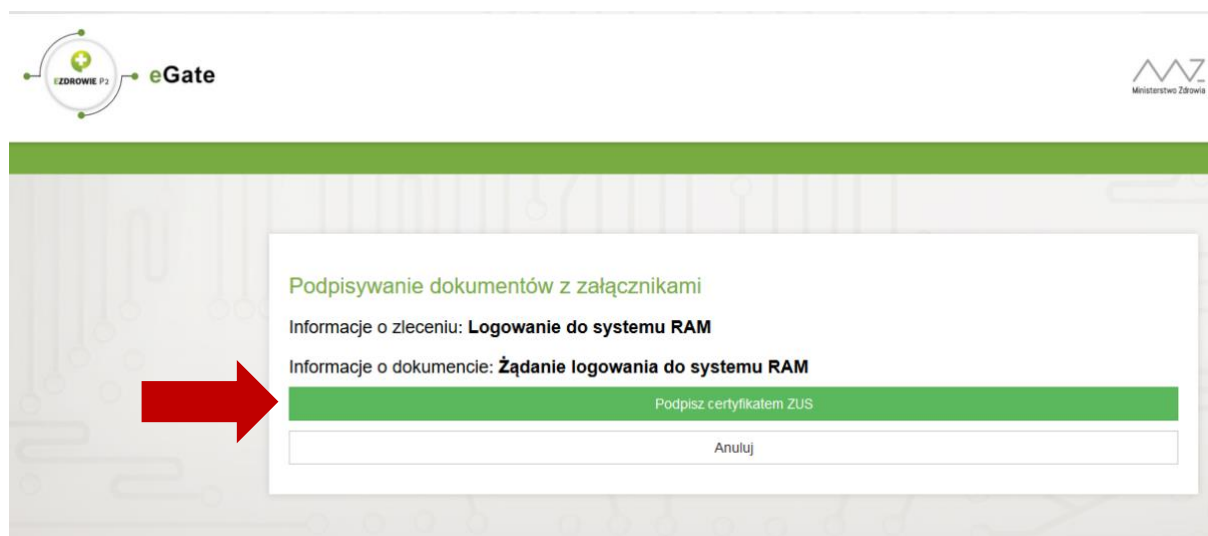 EZDROWIE P2
eGate
Ministerstwo Zdrowia
Podpisywanie dokumentów z załącznikami
Informacje o zleceniu: Logowanie do systemu RAM
Informacje o dokumencie: Żądanie logowania do systemu RAM
Podpisz certyfikatem ZUS
Anuluj